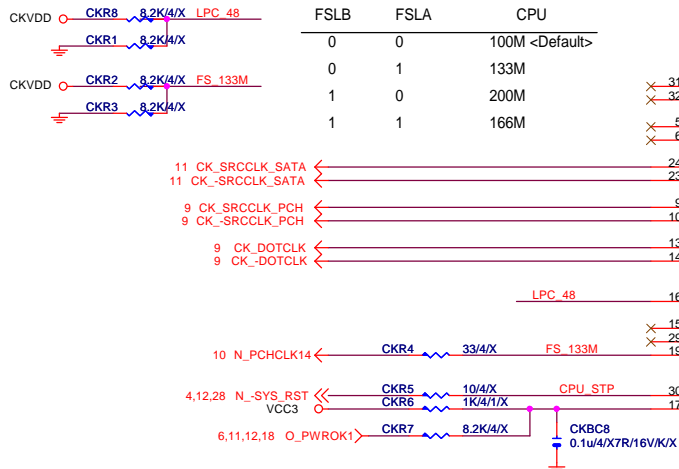 CKVDD CKR8 8.2K/4/X LPC_48
CKR1 8.2K/4/X
CKVDD CKR2 8.2K/4/X FS_133M
CKR3 8.2K/4/X
FSLB FSLA CPU
0 0 100M <Default>
0 1 133M
1 0 200M
1 1 166M
31
32
5
6
11 CK_SRCCLK_SATA 24
11 CK_-SRCCLK_SATA 23
9 CK_SRCCLK_PCH 9
9 CK_-SRCCLK_PCH 10
9 CK_DOTCLK 13
9 CK_-DOTCLK 14
LPC_48 16
15
29
10 N_PCHCLK14 CKR4 33/4/X FS_133M 19
4,12,28 N_-SYS_RST CKR5 10/4/X CPU_STP 30
VCC3 CKR6 1K/4/1/X 17
6,11,12,18 O_PWROK1 CKR7 8.2K/4/X
CKBC8
0.1u/4/X7R/16V/K/X